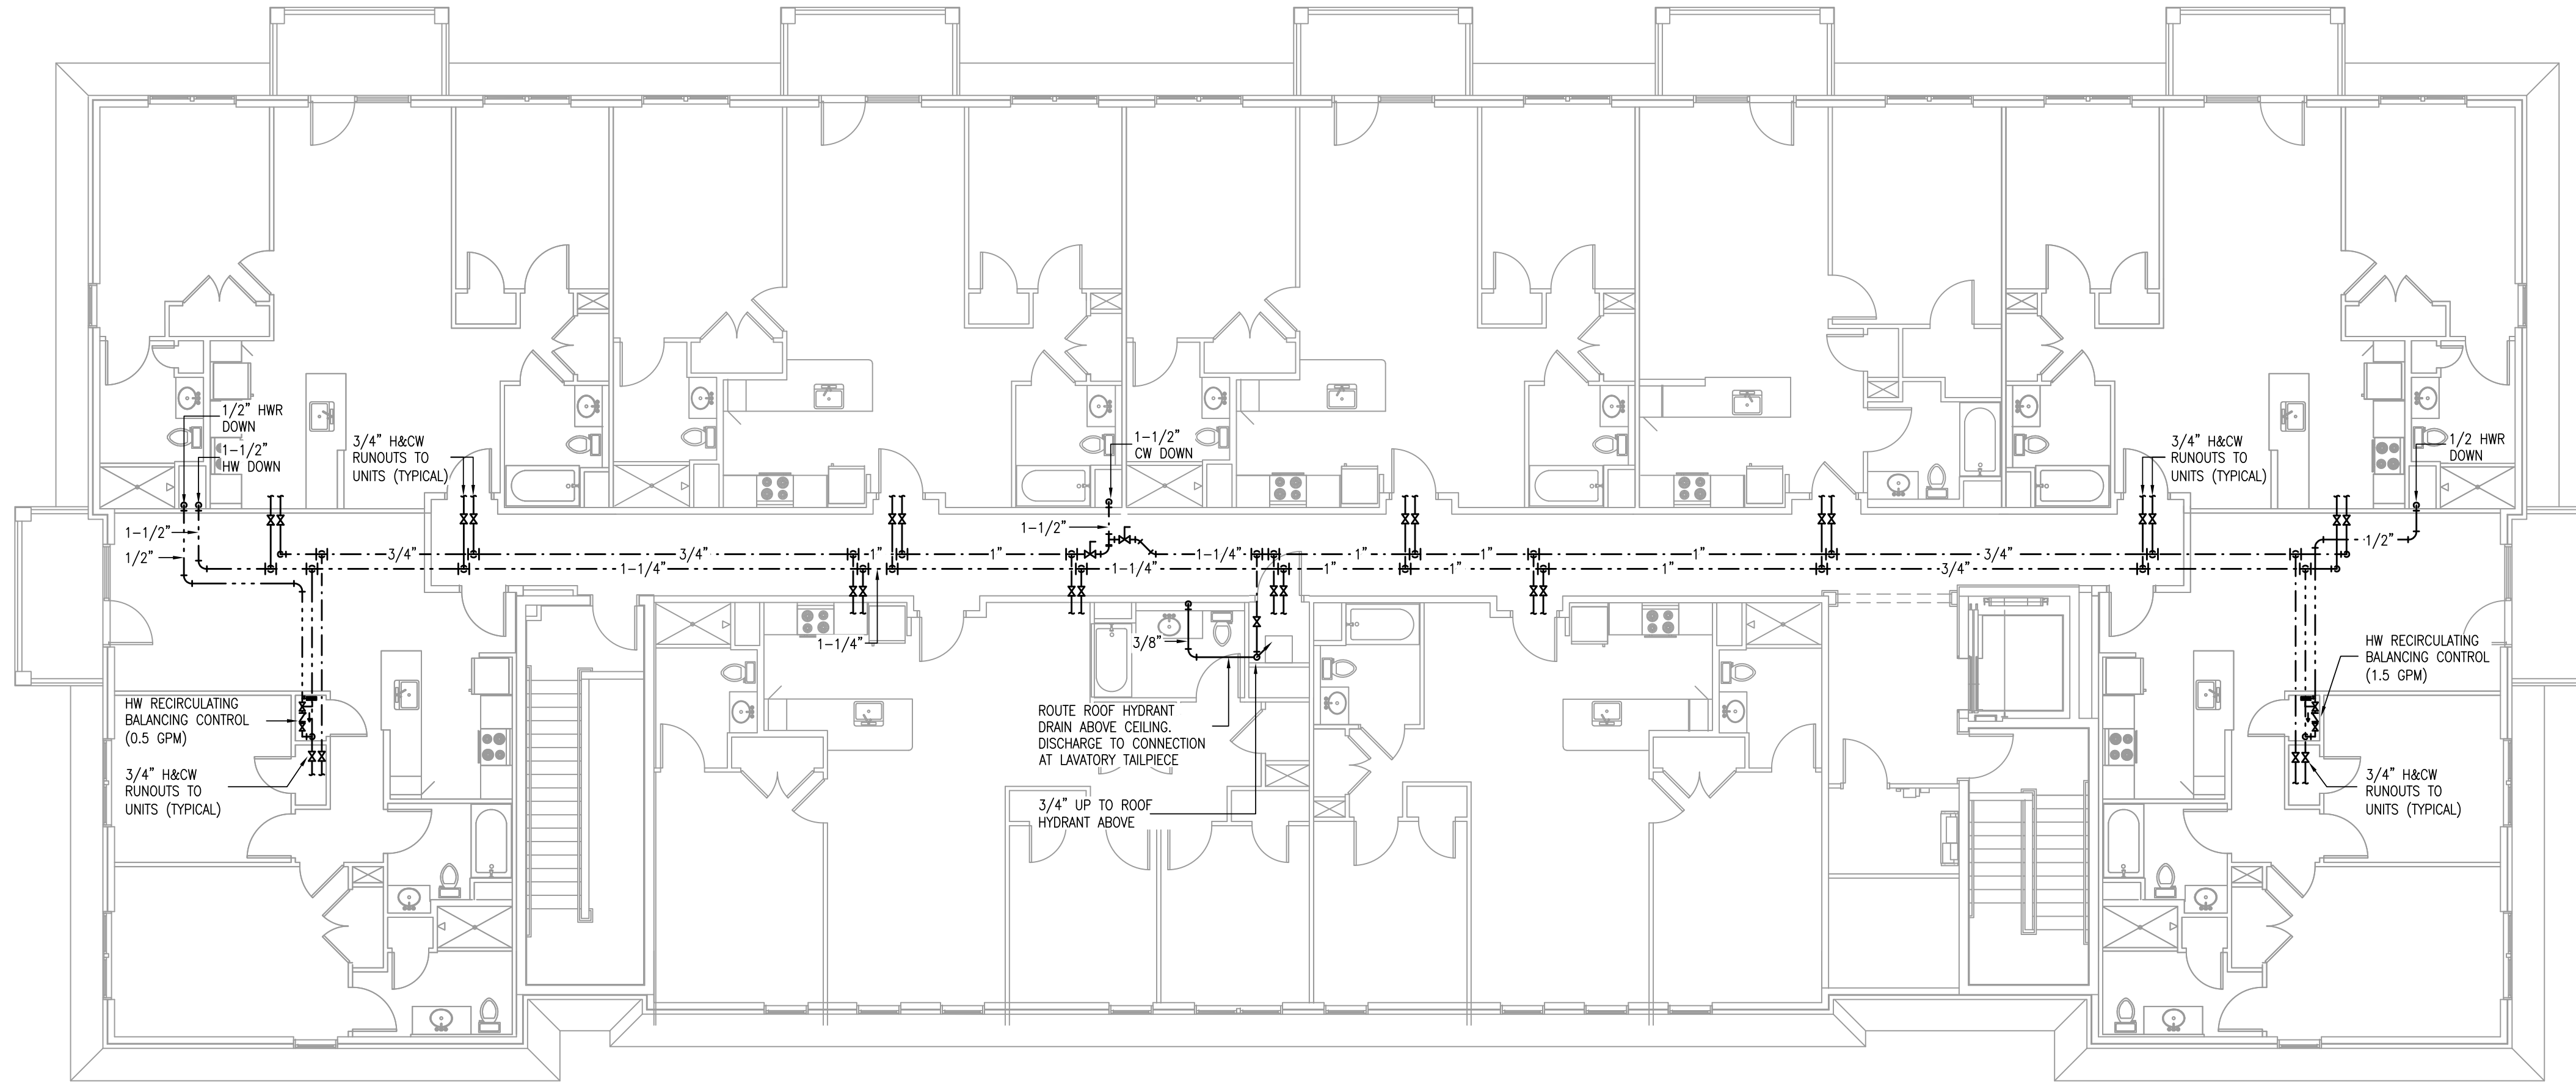 1/2" HWR
DOWN
1-1/2"
HW DOWN
3/4" H&CW
RUNOUTS TO
UNITS (TYPICAL)
1-1/2"
CW DOWN
3/4" H&CW
RUNOUTS TO
UNITS (TYPICAL)
1/2 HWR
DOWN
1-1/2"
1/2"
1-1/2"
1/2"
3/4"
3/4"
1"
1"
1-1/4"
1"
1"
1"
3/4"
1-1/4"
1-1/4"
1"
1"
1"
3/4"
1-1/4"
3/8"
HW RECIRCULATING
BALANCING CONTROL
(0.5 GPM)
3/4" H&CW
RUNOUTS TO
UNITS (TYPICAL)
ROUTE ROOF HYDRANT
DRAIN ABOVE CEILING.
DISCHARGE TO CONNECTION
AT LAVATORY TAILPIECE
3/4" UP TO ROOF
HYDRANT ABOVE
HW RECIRCULATING
BALANCING CONTROL
(1.5 GPM)
3/4" H&CW
RUNOUTS TO
UNITS (TYPICAL)